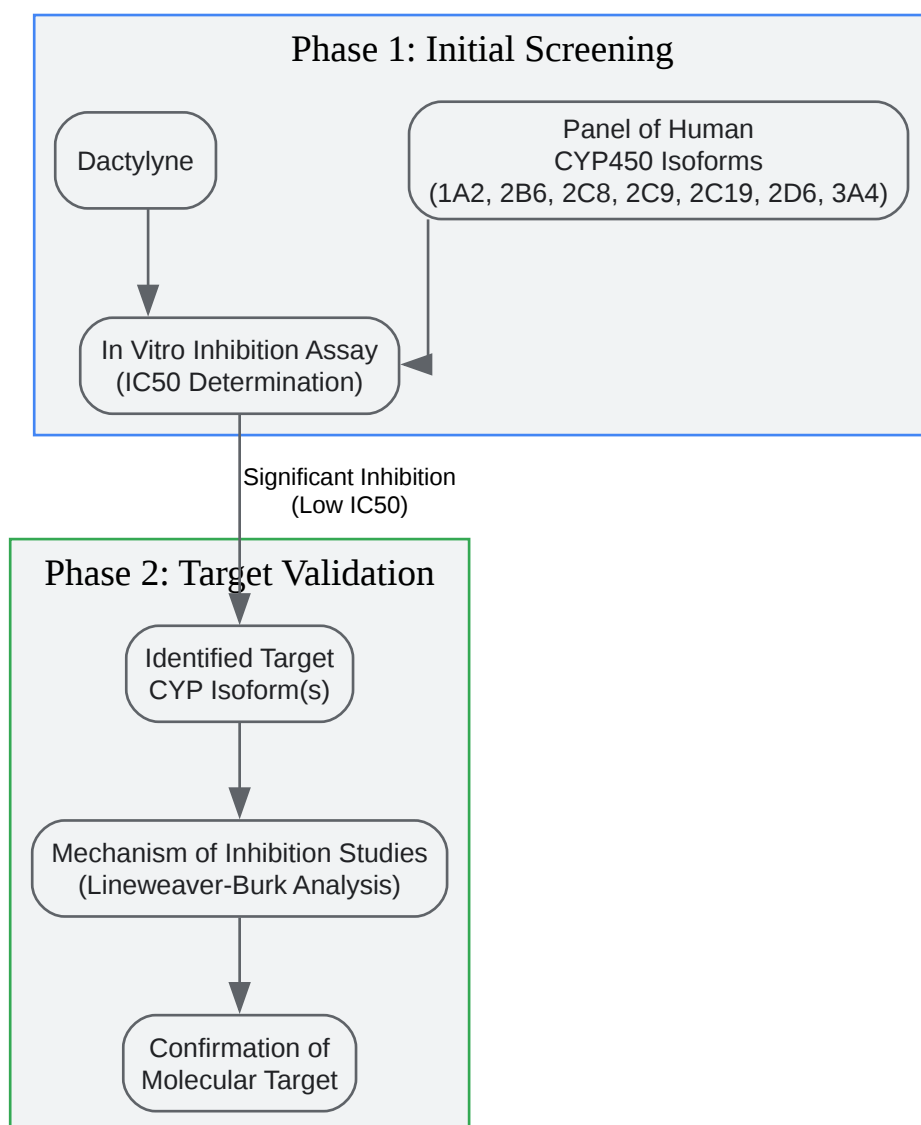 Phase 1: Initial Screening
Dactylyne
Panel of Human
CYP450 Isoforms
(1A2, 2B6, 2C8, 2C9, 2C19, 2D6, 3A4)
In Vitro Inhibition Assay
(IC50 Determination)
Significant Inhibition
(Low IC50)
Phase 2: Target Validation
Identified Target
CYP Isoform(s)
Mechanism of Inhibition Studies
(Lineweaver-Burk Analysis)
Confirmation of
Molecular Target